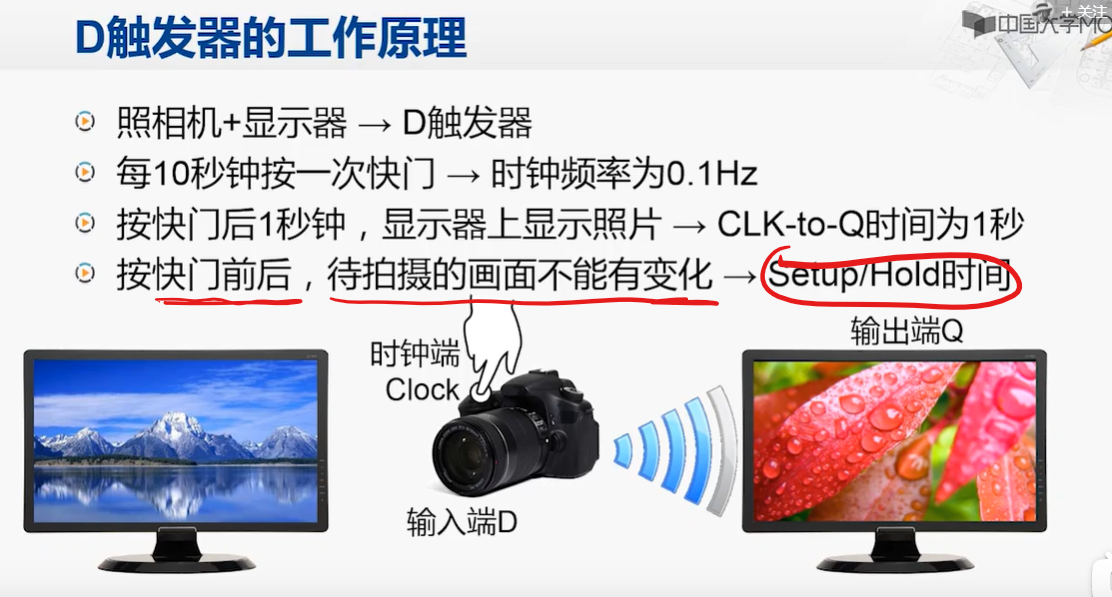 D触发器的工作原理
+ 关注
中国大学MO
照相机+显示器 → D触发器
每10秒钟按一次快门 → 时钟频率为0.1Hz
按快门后1秒钟，显示器上显示照片 → CLK-to-Q时间为1秒
按快门前后，待拍摄的画面不能有变化 → Setup/Hold时间
输出端Q
时钟端
Clock
输入端D